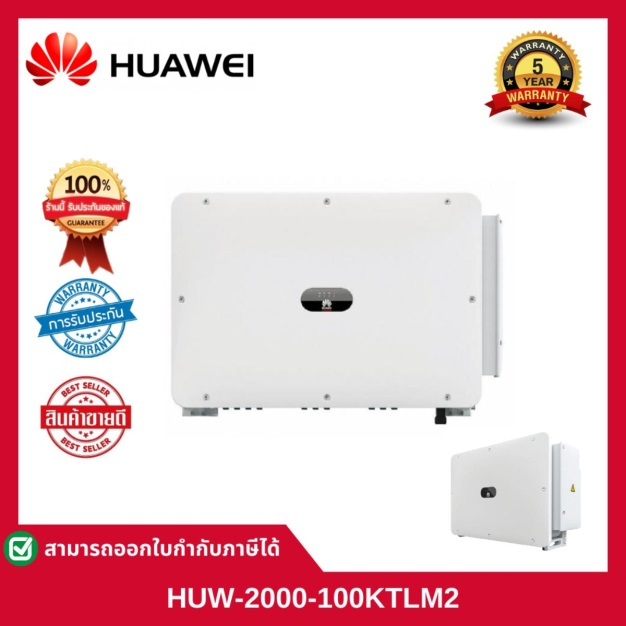 HUAWEI
WARRANTY
5
YEAR
WARRANTY
100%
ร้านนี้ รับประกันของแท้
GUARANTEE
WARRANTY
การรับประกัน
WARRANTY
BEST SELLER
สินค้าขายดี
BEST SELLER
สามารถออกใบกำกับภาษีได้
HUW-2000-100KTLM2